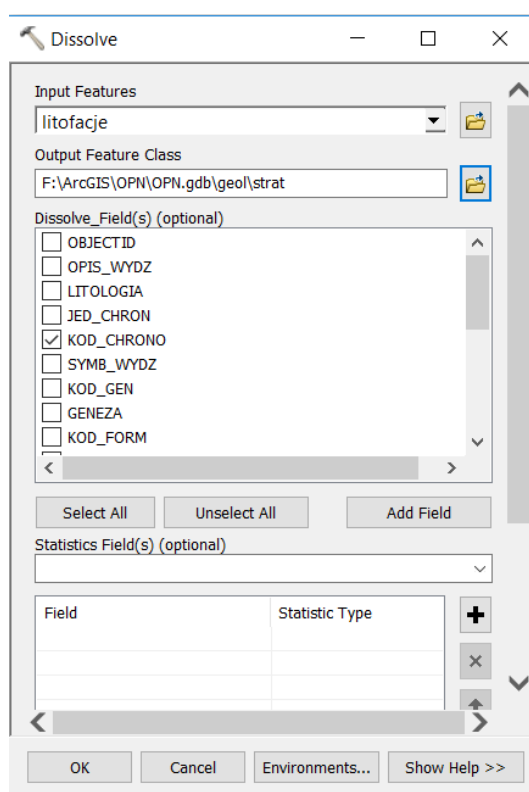 Dissolve
Input Features
litofacje
Output Feature Class
F:\ArcGIS\OPN\OPN.gdb\geol\strat
Dissolve_Field(s) (optional)
OBJECTID
OPIS_WYDZ
LITOLOGIA
JED_CHRON
KOD_CHRONO
SYMB_WYDZ
KOD_GEN
GENEZA
KOD_FORM
Select All Unselect All Add Field
Statistics Field(s) (optional)
Field Statistic Type
OK Cancel Environments... Show Help >>